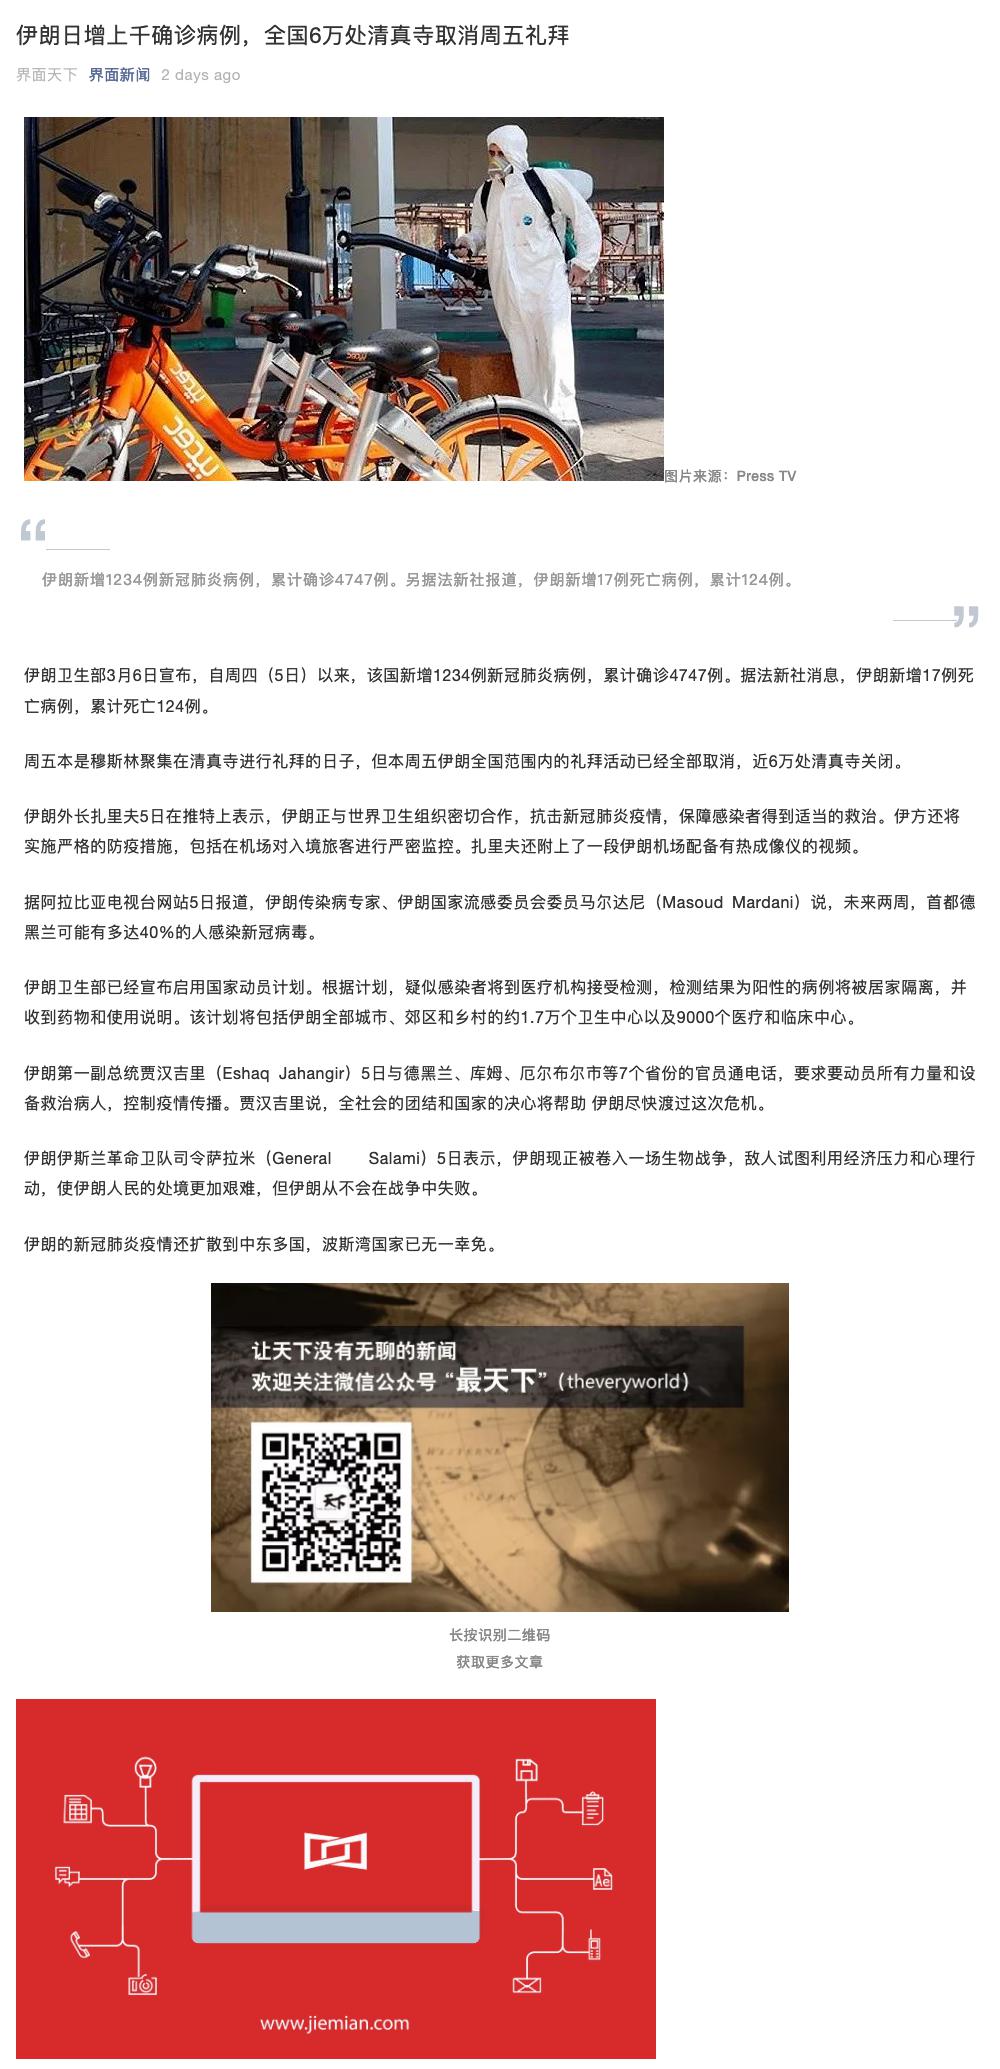 伊朗日增上千确诊病例，全国6万处清真寺取消周五礼拜
界面天下 界面新闻 2 days ago
图片来源：Press TV
“
伊朗新增1234例新冠肺炎病例，累计确诊4747例。另据法新社报道，伊朗新增17例死亡病例，累计124例。
”
伊朗卫生部3月6日宣布，自周四（5日）以来，该国新增1234例新冠肺炎病例，累计确诊4747例。据法新社消息，伊朗新增17例死
亡病例，累计死亡124例。
周五本是穆斯林聚集在清真寺进行礼拜的日子，但本周五伊朗全国范围内的礼拜活动已经全部取消，近6万处清真寺关闭。
伊朗外长扎里夫5日在推特上表示，伊朗正与世界卫生组织密切合作，抗击新冠肺炎疫情，保障感染者得到适当的救治。伊方还将
实施严格的防疫措施，包括在机场对入境旅客进行严密监控。扎里夫还附上了一段伊朗机场配备有热成像仪的视频。
据阿拉比亚电视台网站5日报道，伊朗传染病专家、伊朗国家流感委员会委员马尔达尼（Masoud Mardani）说，未来两周，首都德
黑兰可能有多达40%的人感染新冠病毒。
伊朗卫生部已经宣布启用国家动员计划。根据计划，疑似感染者将到医疗机构接受检测，检测结果为阳性的病例将被居家隔离，并
收到药物和使用说明。该计划将包括伊朗全部城市、郊区和乡村的约1.7万个卫生中心以及9000个医疗和临床中心。
伊朗第一副总统贾汉吉里（Eshaq Jahangir）5日与德黑兰、库姆、厄尔布尔士等7个省份的官员通电话，要求要动员所有力量和设
备救治病人，控制疫情传播。贾汉吉里说，全社会的团结和国家的决心将帮助 伊朗尽快渡过这次危机。
伊朗伊斯兰革命卫队司令萨拉米（General Salami）5日表示，伊朗现正被卷入一场生物战争，敌人试图利用经济压力和心理行
动，使伊朗人民的处境更加艰难，但伊朗从不会在战争中失败。
伊朗的新冠肺炎疫情还扩散到中东多国，波斯湾国家已无一幸免。
让天下没有无聊的新闻
欢迎关注微信公众号“最天下”（theveryworld）
天下
长按识别二维码
获取更多文章
Ae
www.jiemian.com